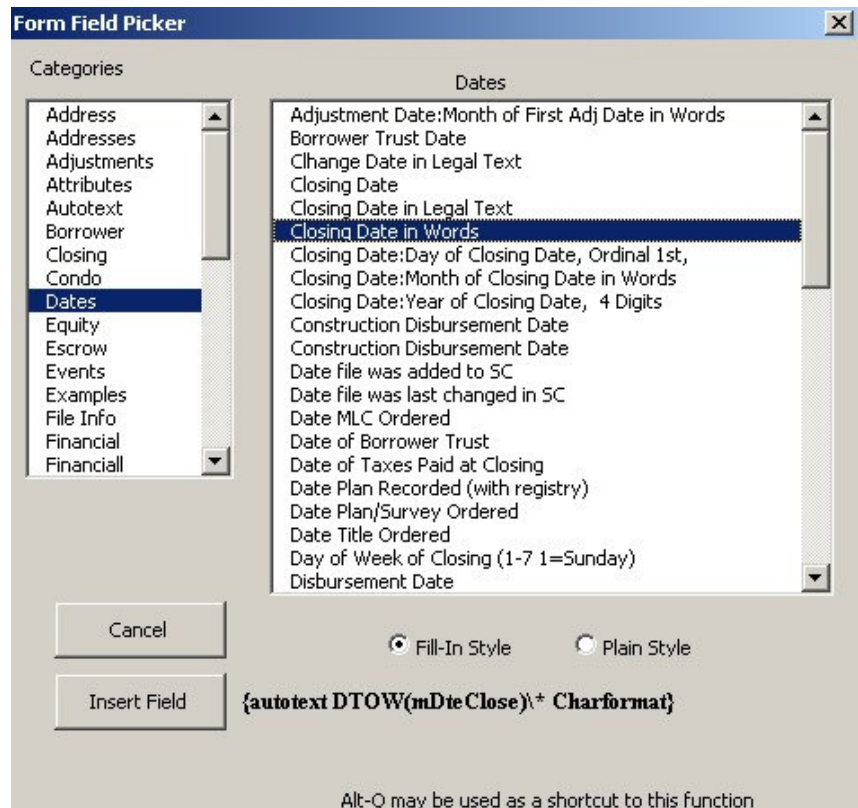 Form Field Picker
Categories
Address
Addresses
Adjustments
Attributes
Autotext
Borrower
Closing
Condo
Dates
Equity
Escrow
Events
Examples
File Info
Financial
Financiall
Dates
Adjustment Date:Month of First Adj Date in Words
Borrower Trust Date
Clhange Date in Legal Text
Closing Date
Closing Date in Legal Text
Closing Date in Words
Closing Date:Day of Closing Date, Ordinal 1st,
Closing Date:Month of Closing Date in Words
Closing Date:Year of Closing Date,  4 Digits
Construction Disbursement Date
Construction Disbursement Date
Date file was added to SC
Date file was last changed in SC
Date MLC Ordered
Date of Borrower Trust
Date of Taxes Paid at Closing
Date Plan Recorded (with registry)
Date Plan/Survey Ordered
Date Title Ordered
Day of Week of Closing (1-7 1=Sunday)
Disbursement Date
Cancel
Fill-In Style
Plain Style
Insert Field
{autotext DTOW(mDteClose)\* Charformat}
Alt-Q may be used as a shortcut to this function